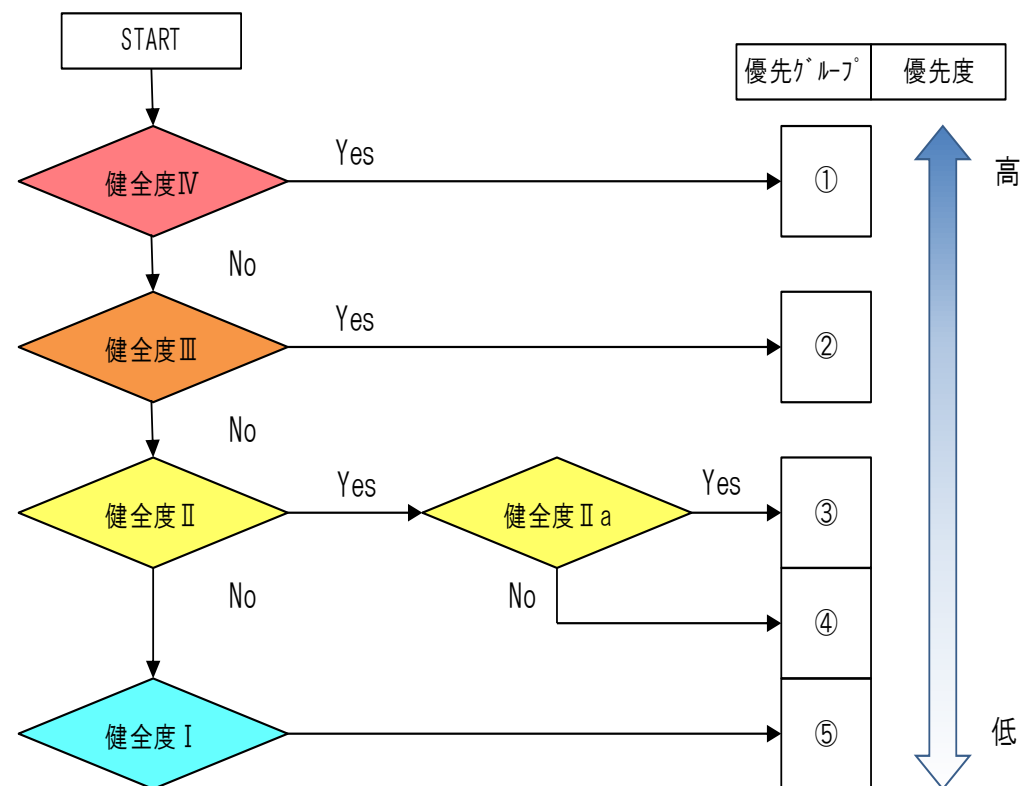 START
優先ｸﾞﾙｰﾌﾟ 優先度
健全度Ⅳ
Yes
①
高
No
健全度Ⅲ
Yes
②
No
健全度Ⅱ
Yes
健全度Ⅱa
Yes
③
No
No
④
健全度Ⅰ
⑤
低